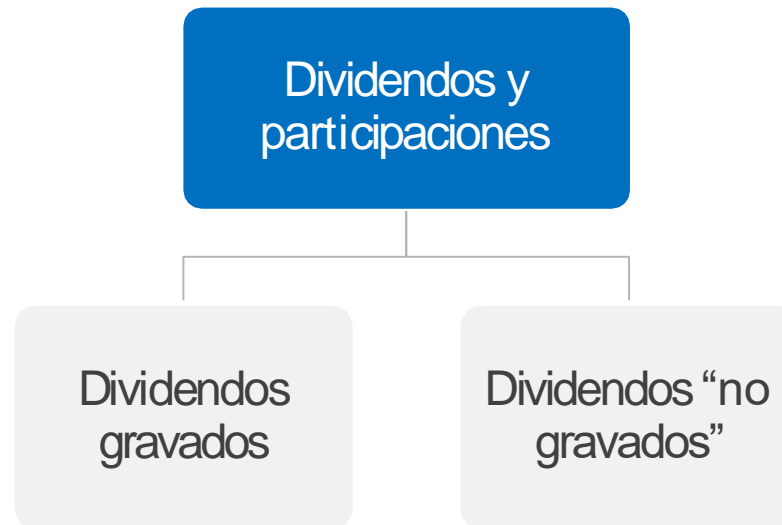 Dividendos y
participaciones
Dividendos
gravados
Dividendos “no
gravados”